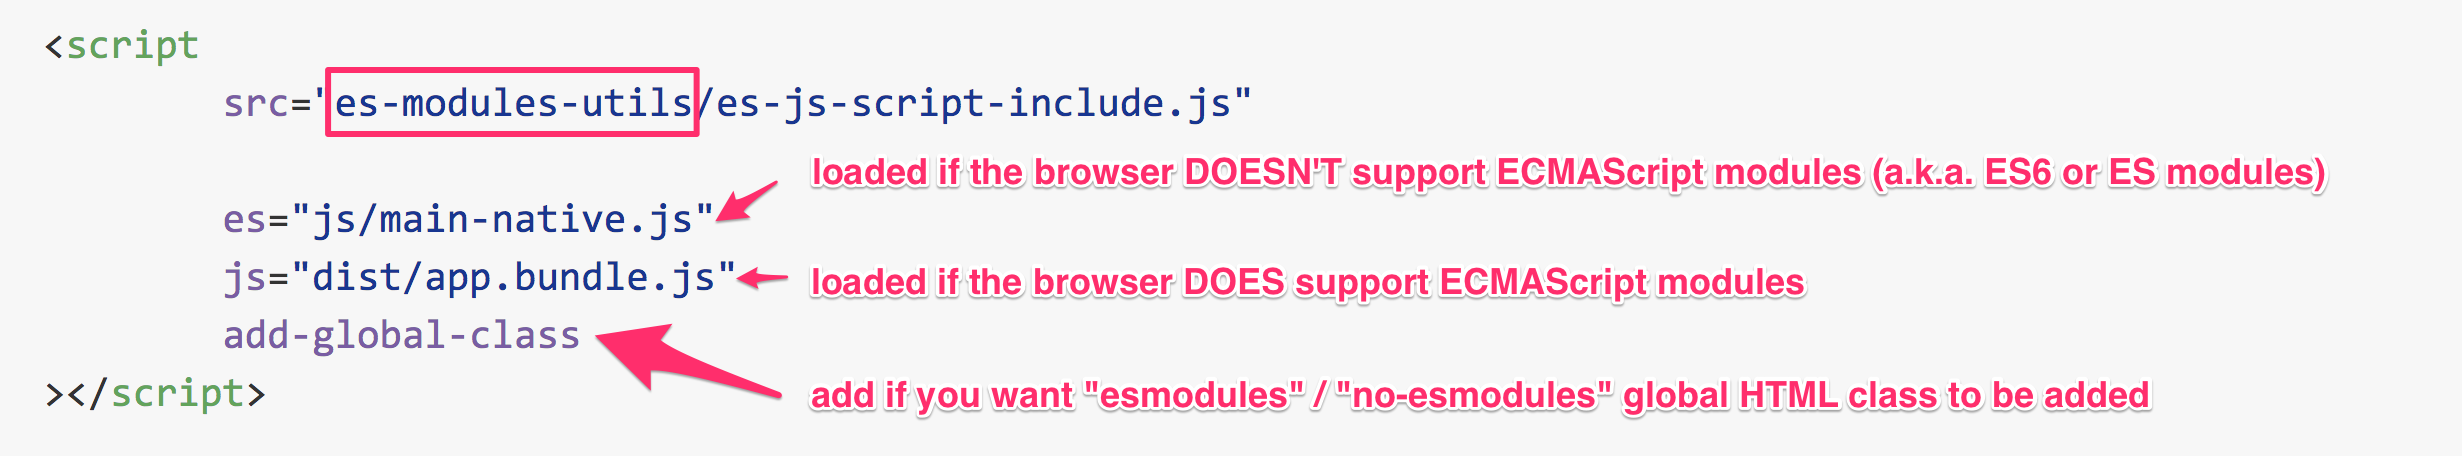 <script
src="es-modules-utils/es-js-script-include.js"
loaded if the browser DOESN'T support ECMAScript modules (a.k.a. ES6 or ES modules)
es="js/main-native.js"
js="dist/app.bundle.js"
loaded if the browser DOES support ECMAScript modules
add-global-class
></script>
add if you want "esmodules" / "no-esmodules" global HTML class to be added